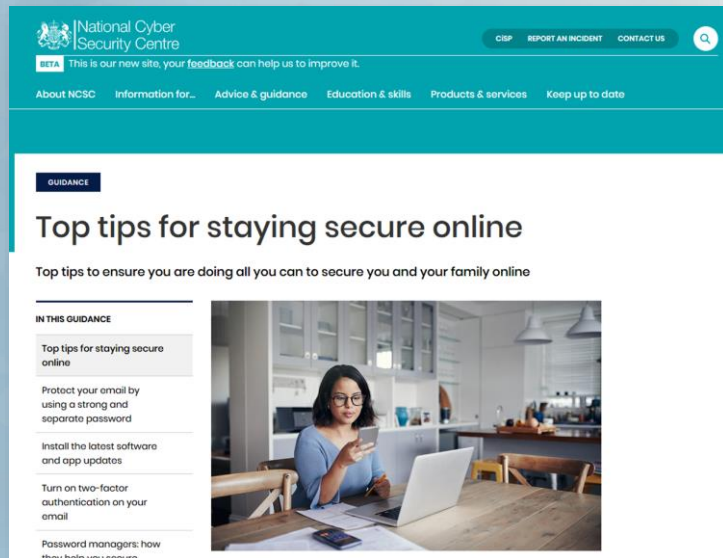 National Cyber
Security Centre
CISP REPORT AN INCIDENT CONTACT US
BETA This is our new site, your feedback can help us to improve it.
About NCSC Information for... Advice & guidance Education & skills Products & services Keep up to date
GUIDANCE
Top tips for staying secure online
Top tips to ensure you are doing all you can to secure you and your family online
IN THIS GUIDANCE
Top tips for staying secure
online
Protect your email by
using a strong and
separate password
Install the latest software
and app updates
Turn on two-factor
authentication on your
email
Password managers: how
they help you secure